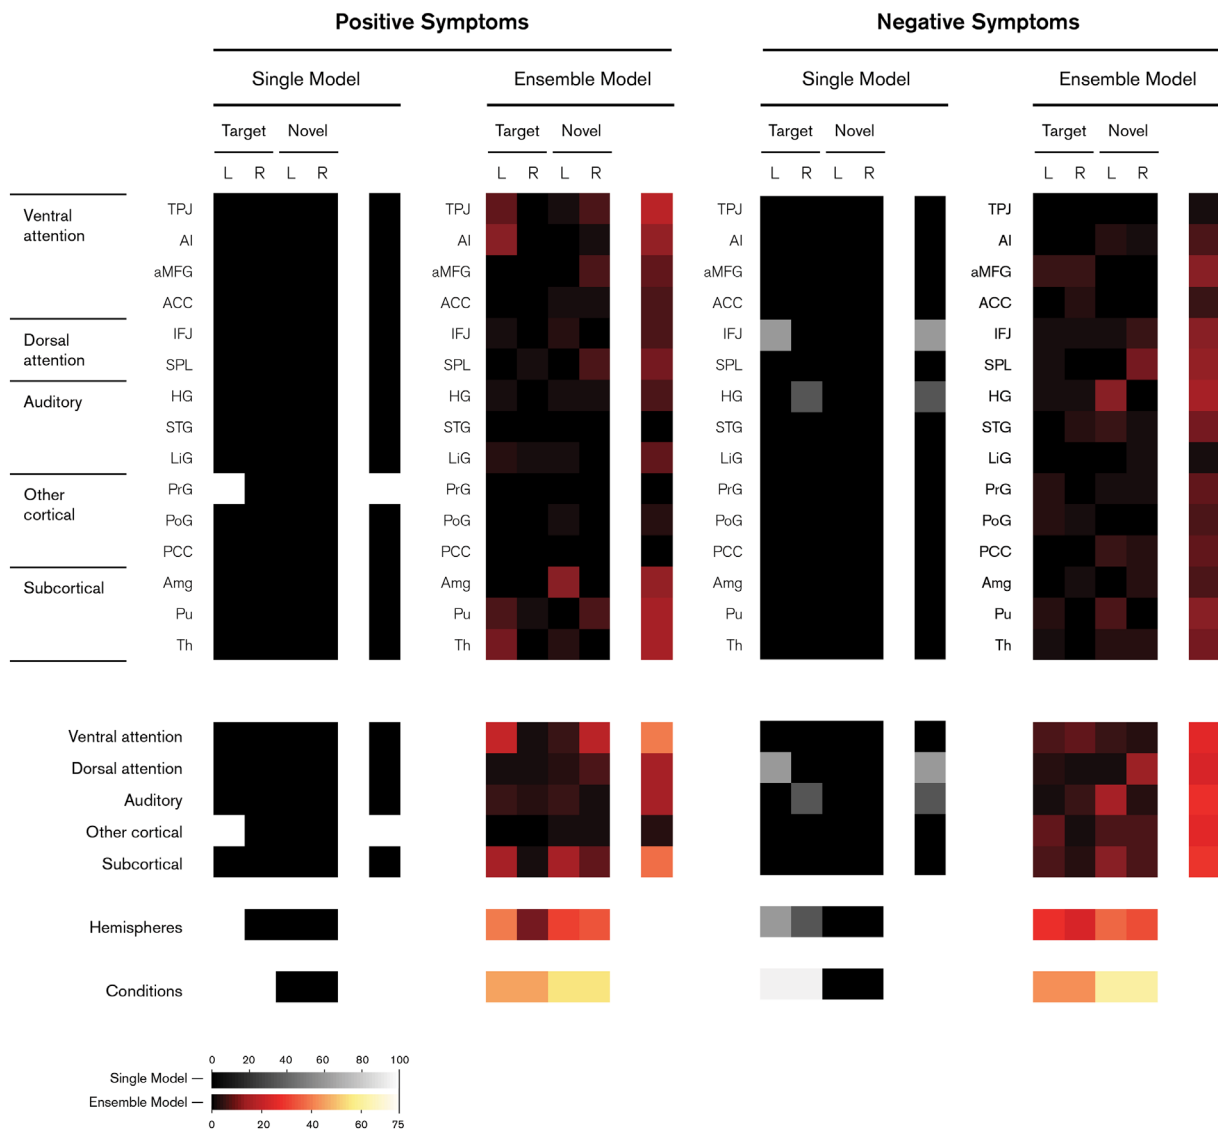 Positive Symptoms Negative Symptoms
Single Model Ensemble Model Single Model Ensemble Model
Target Novel Target Novel Target Novel Target Novel
L R L R L R L R L R L R L R L R
Ventral attention TPJ TPJ TPJ TPJ
AI AI AI AI
aMFG aMFG aMFG aMFG
ACC ACC ACC ACC
Dorsal attention IFJ IFJ IFJ IFJ
SPL SPL SPL SPL
Auditory HG HG HG HG
STG STG STG STG
LiG LiG LiG LiG
Other cortical PrG PrG PrG PrG
PoG PoG PoG PoG
PCC PCC PCC PCC
Subcortical Amg Amg Amg Amg
Pu Pu Pu Pu
Th Th Th Th
Ventral attention
Dorsal attention
Auditory
Other cortical
Subcortical
Hemispheres
Conditions
0 20 40 60 80 100
Single Model
Ensemble Model
0 20 40 60 75